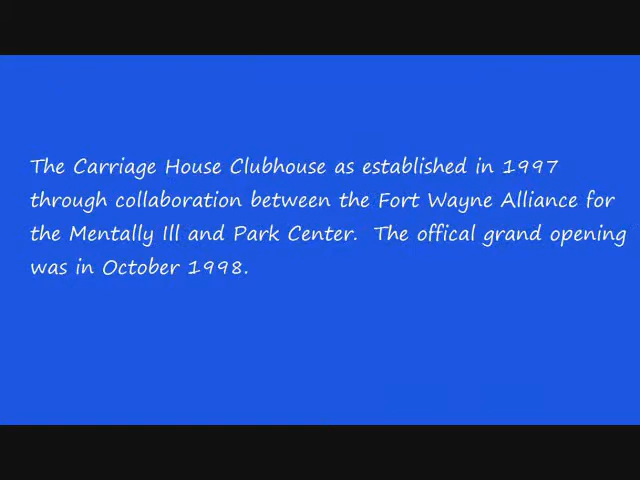 The Carriage House Clubhouse as established in 1997
through collaboration between the Fort Wayne Alliance for
the Mentally Ill and Park Center.  The offical grand opening
was in October 1998.